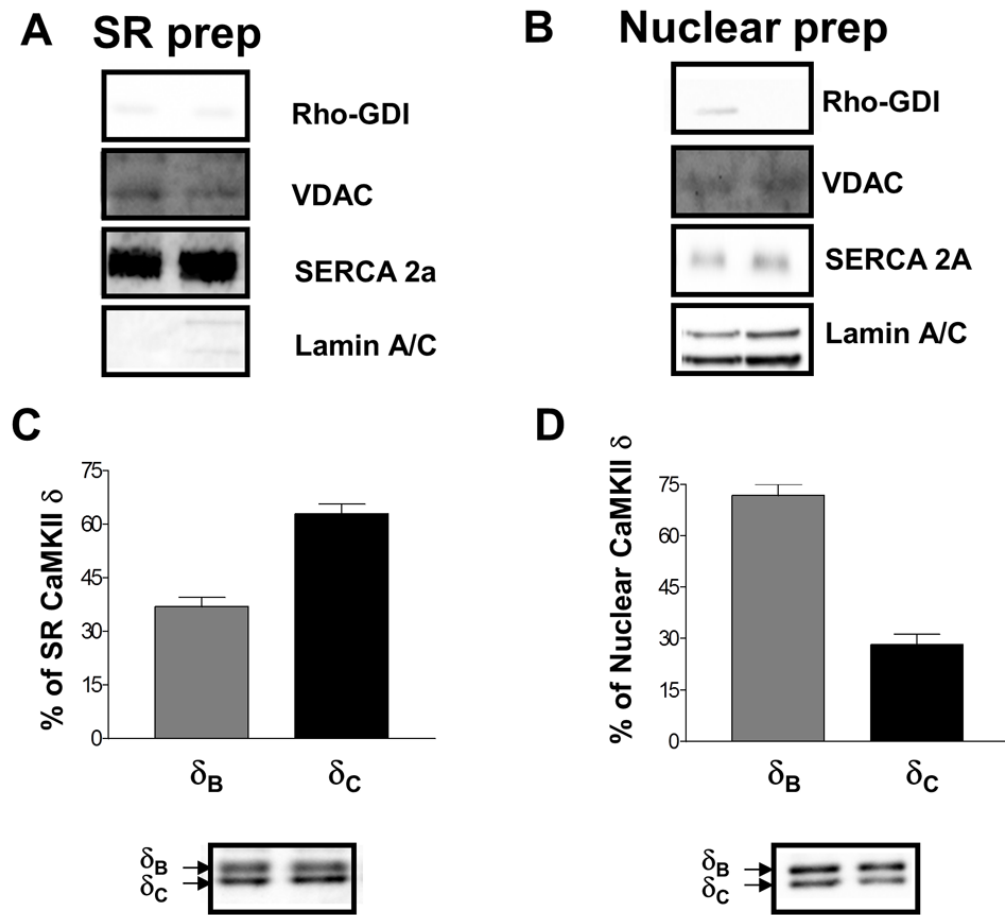 A SR prep
Rho-GDI
VDAC
SERCA 2a
Lamin A/C
B Nuclear prep
Rho-GDI
VDAC
SERCA 2A
Lamin A/C
C
% of SR CaMKII δ
75
60
45
30
15
0
δB
δC
δB
δC
D
% of Nuclear CaMKII δ
75
60
45
30
15
0
δB
δC
δB
δC